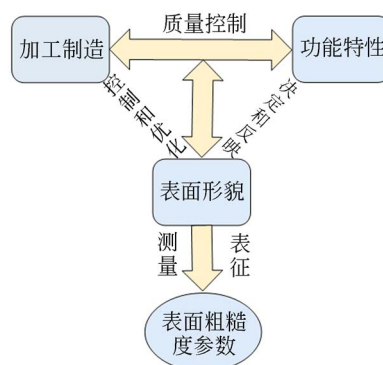 质量控制
加工制造
功能特性
控制和优化
决定和反映
表面形貌
测量
表征
表面粗糙
度参数